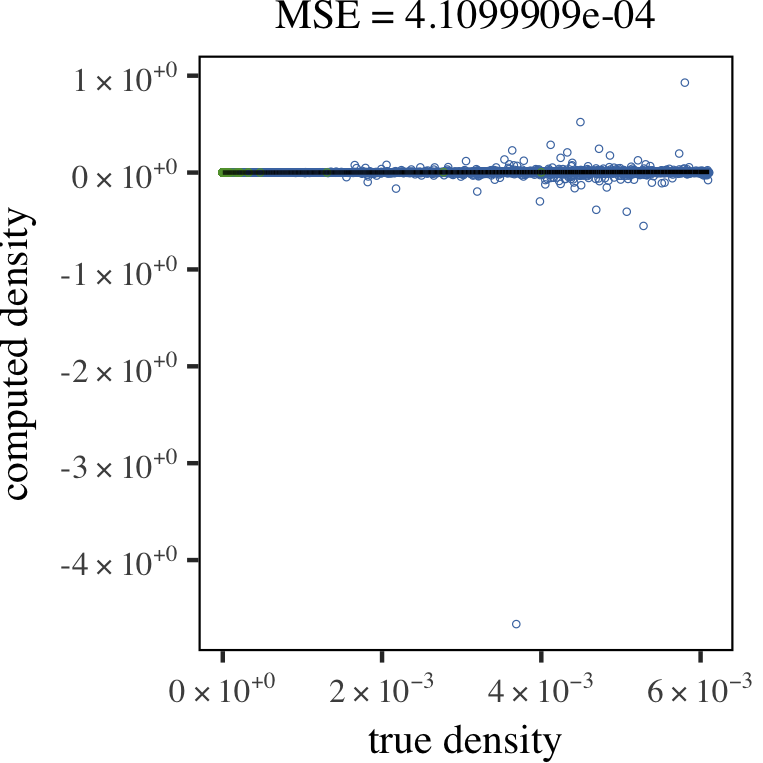 MSE = 4.1099909e-04
computed density
1 × 10⁺⁰
0 × 10⁺⁰
-1 × 10⁺⁰
-2 × 10⁺⁰
-3 × 10⁺⁰
-4 × 10⁺⁰
0 × 10⁺⁰ 2 × 10⁻³ 4 × 10⁻³ 6 × 10⁻³
true density